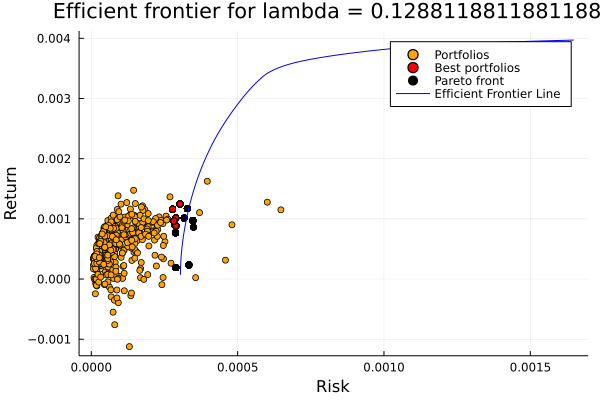 Efficient frontier for lambda = 0.1288118811881188
Return
0.004
0.003
0.002
0.001
0.000
−0.001
Portfolios
Best portfolios
Pareto front
Efficient Frontier Line
0.0000
0.0005
0.0010
0.0015
Risk